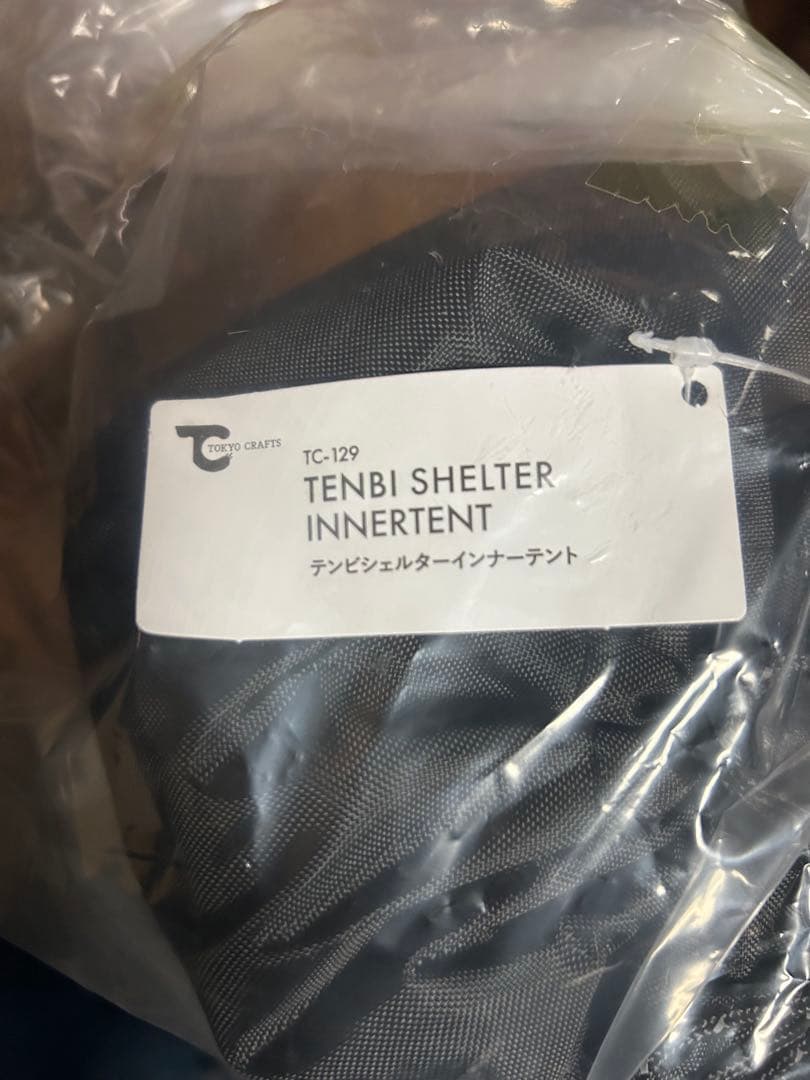 TC TOKYO CRAFTS
TC-129
TENBI SHELTER
INNERTENT
テンビシェルターインナーテント